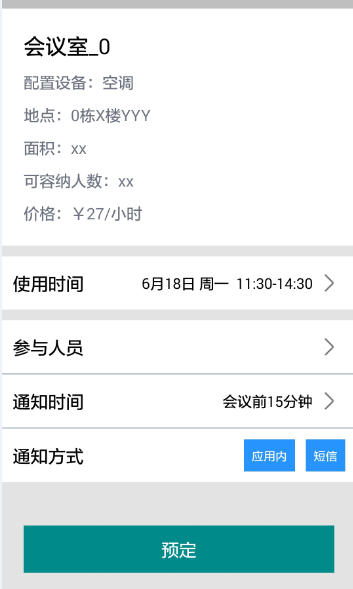 会议室_0
配置设备：空调
地点：0栋X楼YYY
面积：xx
可容纳人数：xx
价格：￥27/小时
使用时间 6月18日 周一 11:30-14:30
参与人员
通知时间 会议前15分钟
通知方式 应用内 短信
预定